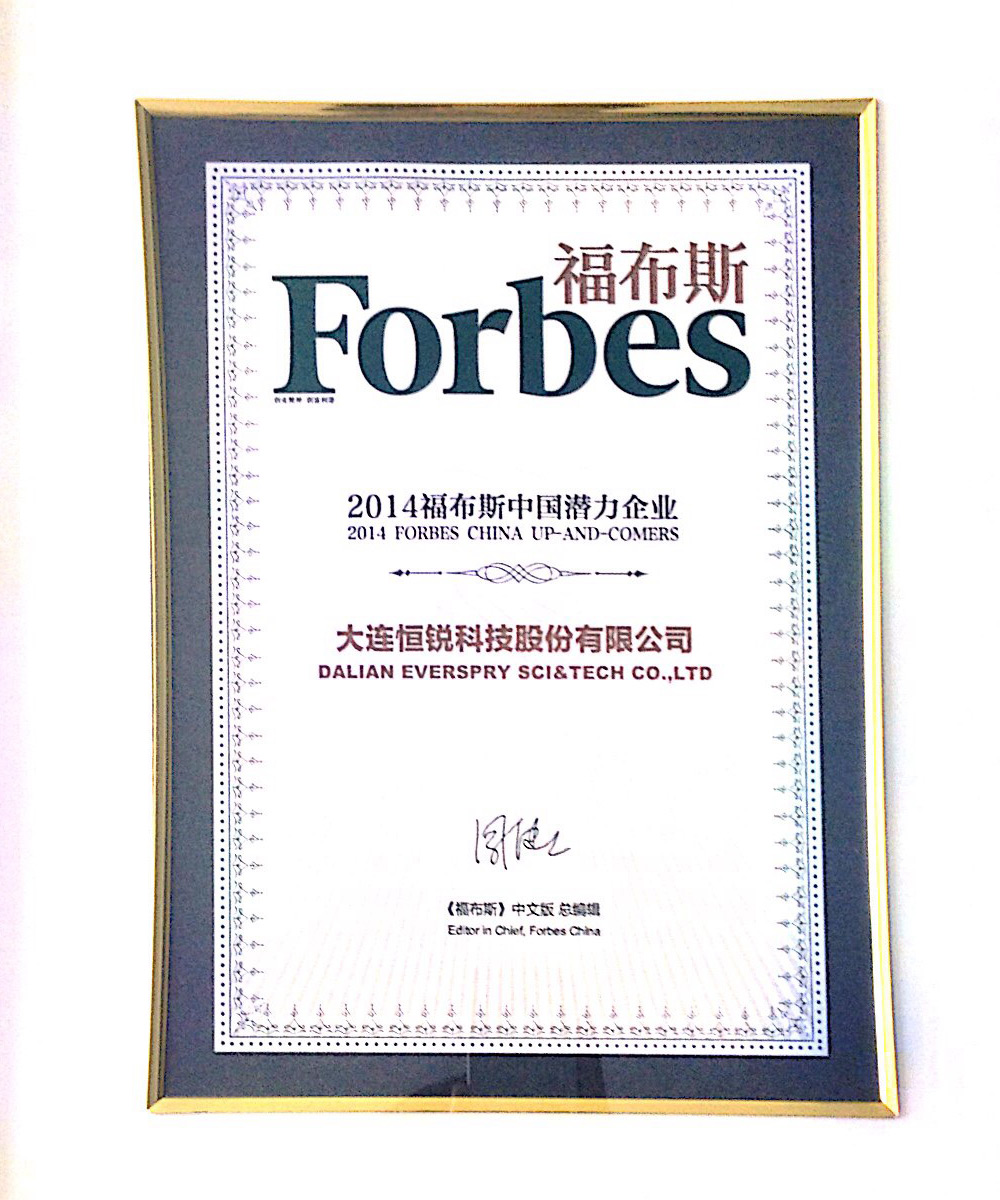 福布斯
Forbes
2014福布斯中国潜力企业
2014 FORBES CHINA UP-AND-COMERS
大连恒锐科技股份有限公司
DALIAN EVERSPRY SCI&TECH CO.,LTD
《福布斯》中文版 总编辑
Editor in Chief, Forbes China